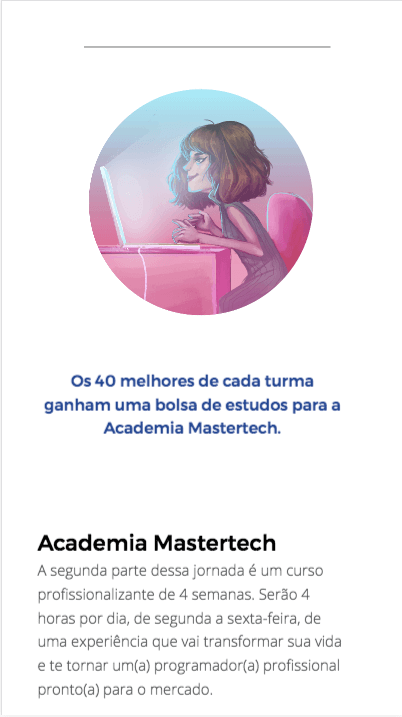 Os 40 melhores de cada turma
ganham uma bolsa de estudos para a
Academia Mastertech.
Academia Mastertech
A segunda parte dessa jornada é um curso
profissionalizante de 4 semanas. Serão 4
horas por dia, de segunda a sexta-feira, de
uma experiência que vai transformar sua vida
e te tornar um(a) programador(a) profissional
pronto(a) para o mercado.